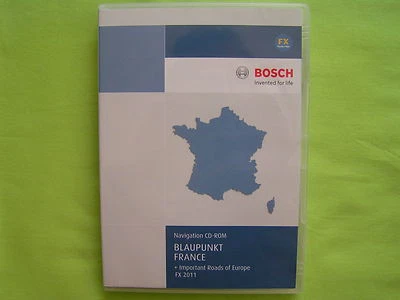 FX
BOSCH
Invented for life
Navigation CD-ROM
BLAUPUNKT
FRANCE
+ Important Roads of Europe
FX 2011